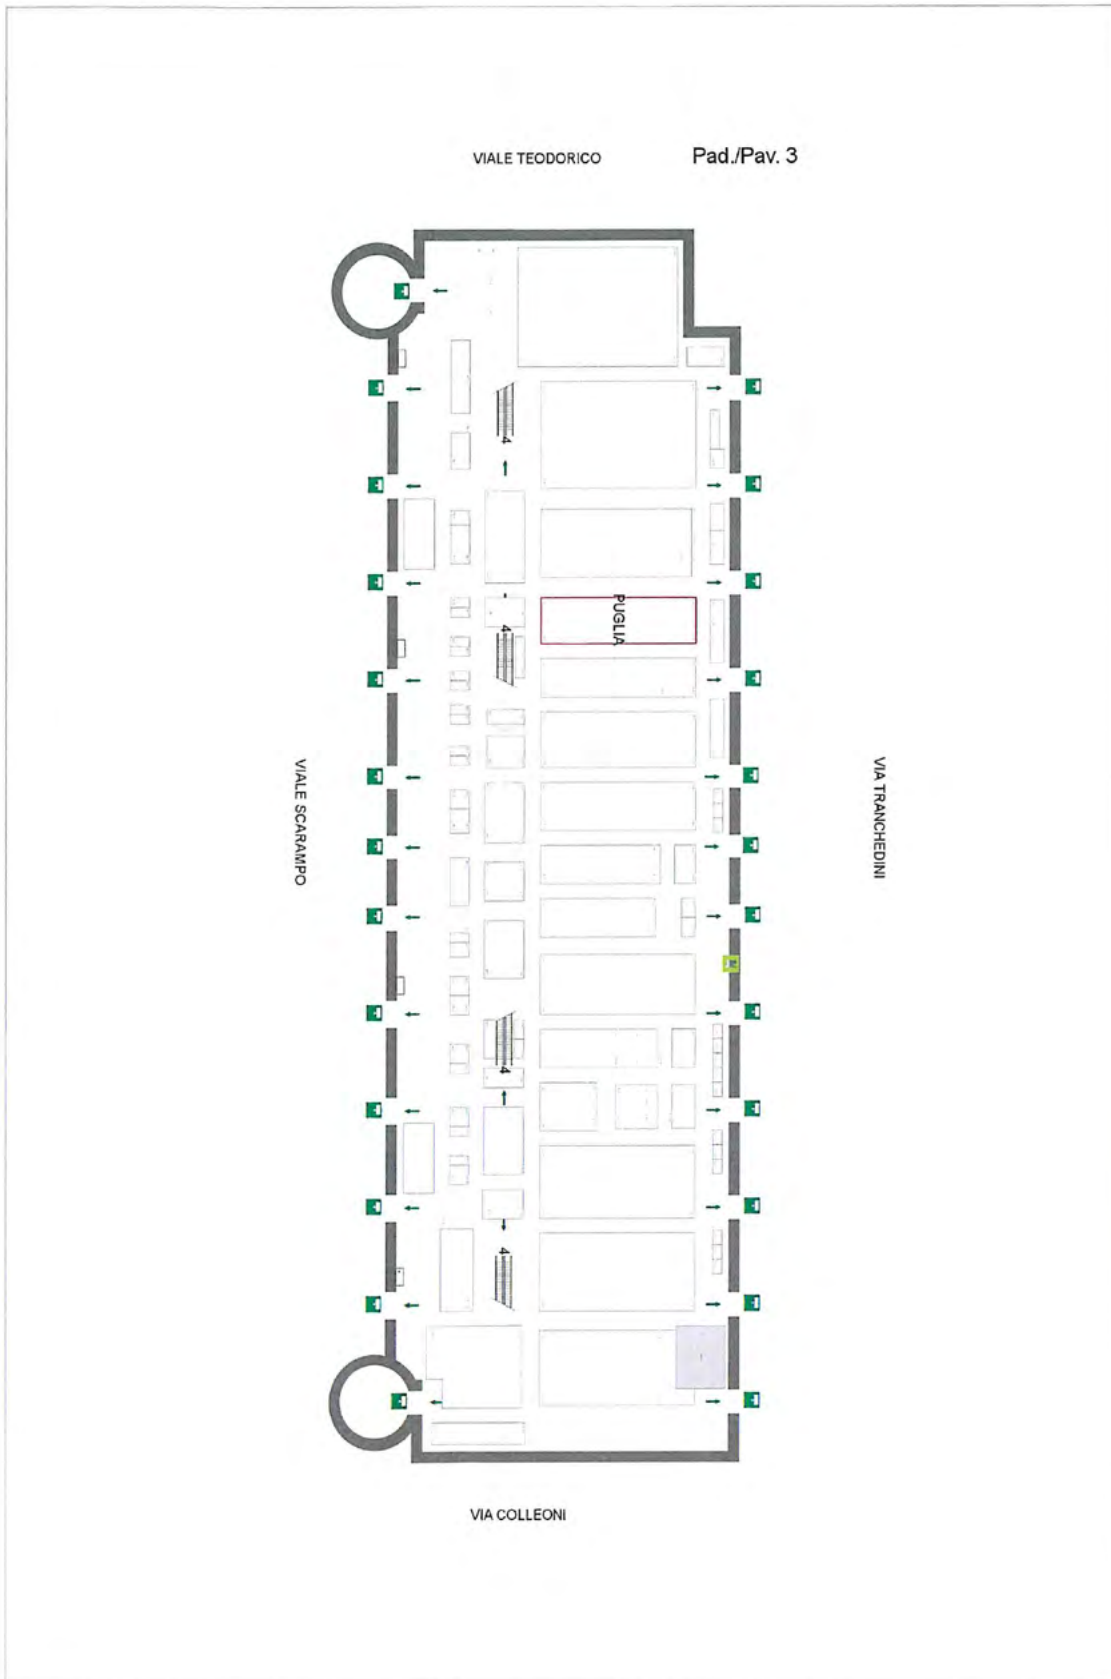 VIALE TEODORICO
Pad./Pav. 3
4
PUGLIA
4
VIALE SCARAMPO
VIA TRANCHEDINI
4
4
VIA COLLEONI